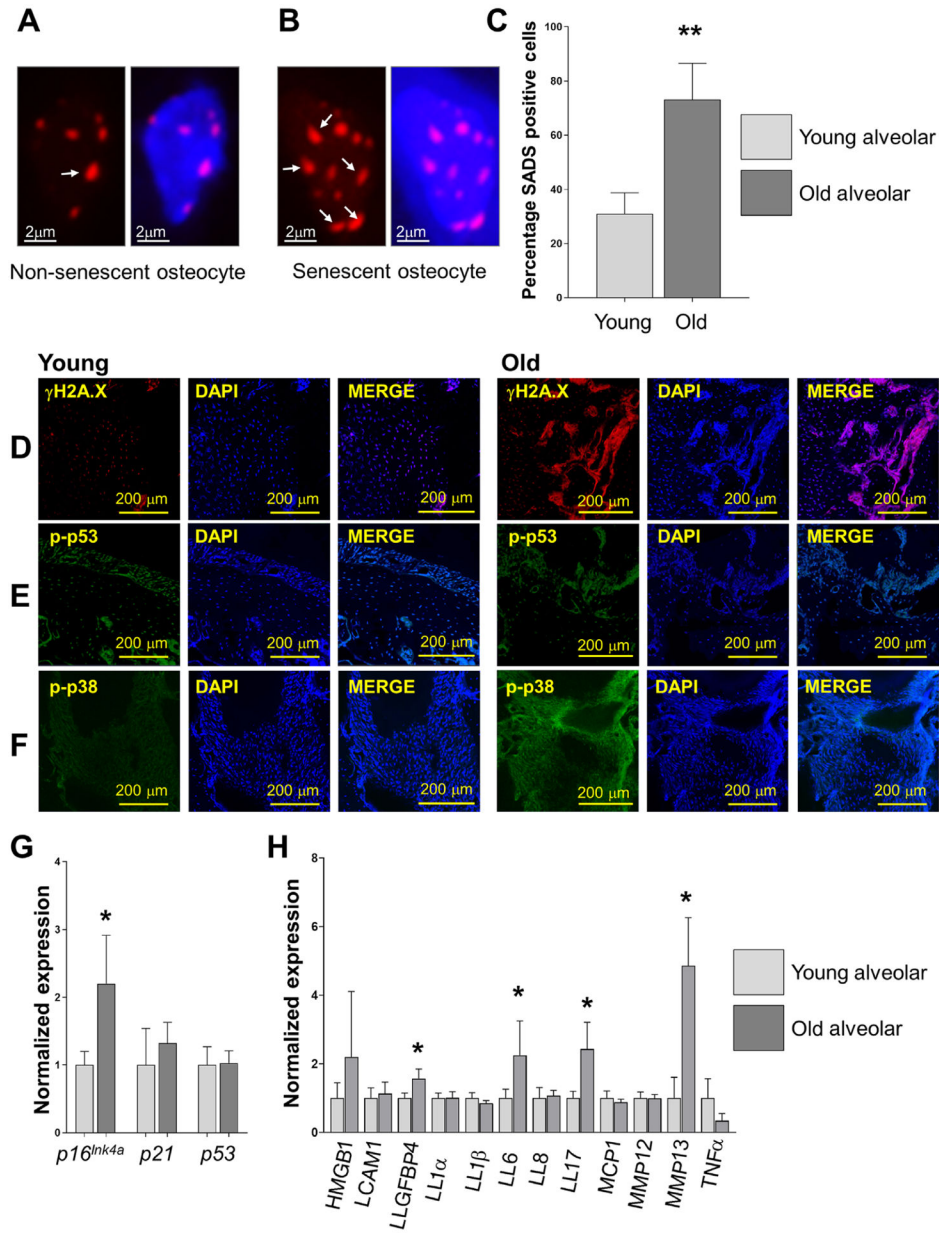 A
B
C
2μm
2μm
2μm
2μm
Non-senescent osteocyte
Senescent osteocyte
Percentage SADS positive cells
100
80
60
40
20
0
**
Young
Old
Young alveolar
Old alveolar
Young
Old
D
γH2A.X
DAPI
MERGE
γH2A.X
DAPI
MERGE
200 μm
200 μm
200 μm
200 μm
200 μm
200 μm
E
p-p53
DAPI
MERGE
p-p53
DAPI
MERGE
200 μm
200 μm
200 μm
200 μm
200 μm
200 μm
F
p-p38
DAPI
MERGE
p-p38
DAPI
MERGE
200 μm
200 μm
200 μm
200 μm
200 μm
200 μm
G
Normalized expression
4
3
2
1
0
*
p16Ink4a
p21
p53
H
Normalized expression
8
6
4
2
0
*
*
*
*
HMGB1
LCAM1
LLGFBP4
LL1α
LL1β
LL6
LL8
LL17
MCP1
MMP12
MMP13
TNFα
Young alveolar
Old alveolar